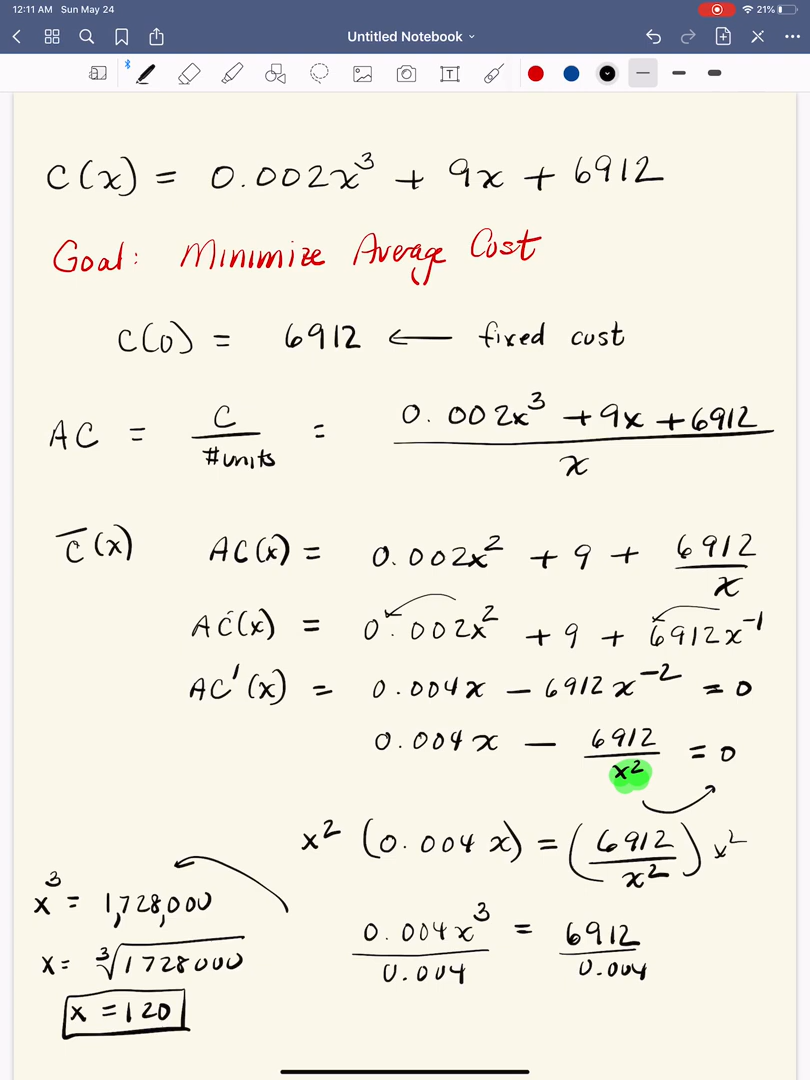 12:11 AM Sun May 24 21%
Untitled Notebook
C(x) = 0.002x³ + 9x + 6912
Goal: Minimize Average Cost
C(0) = 6912 ← fixed cost
AC = C / #units = 0.002x³ + 9x + 6912 / x
C̅(x) AC(x) = 0.002x² + 9 + 6912 / x
AC(x) = 0.002x² + 9 + 6912x⁻¹
AC'(x) = 0.004x − 6912x⁻² = 0
0.004x − 6912 / x² = 0
x² (0.004x) = (6912 / x²) x²
0.004x³ / 0.004 = 6912 / 0.004
x³ = 1,728,000
x = ∛1728000
x = 120